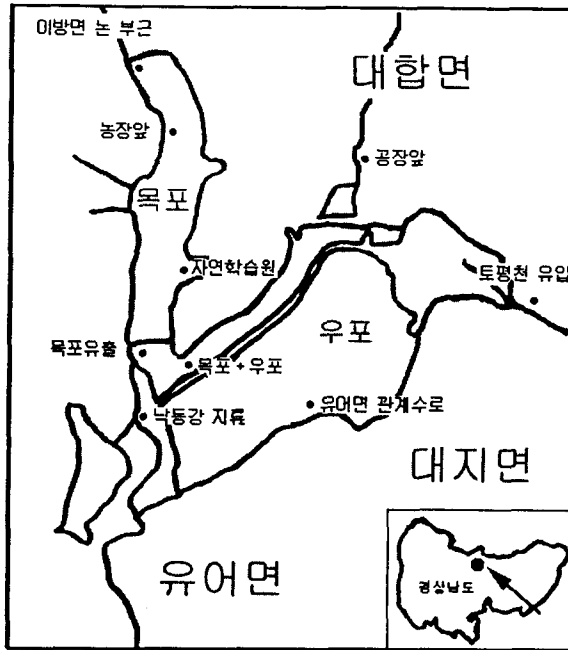 이방면 논 부근
대합면
농장앞
공장앞
목포
자연학습원
토평천 유입
우포
목포유출
목포+우포
유어면 관계수로
낙동강 지류
대지면
유어면
경상남도